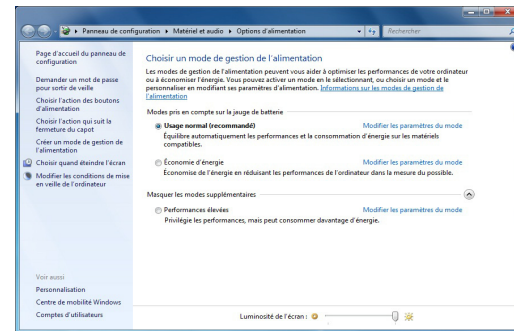 Panneau de configuration ▸ Matériel et audio ▸ Options d'alimentation
Rechercher
Page d'accueil du panneau de
configuration
Demander un mot de passe
pour sortir de veille
Choisir l'action des boutons
d'alimentation
Choisir l'action qui suit la
fermeture du capot
Créer un mode de gestion de
l'alimentation
Choisir quand éteindre l'écran
Modifier les conditions de mise
en veille de l'ordinateur
Voir aussi
Personnalisation
Centre de mobilité Windows
Comptes d'utilisateurs
Choisir un mode de gestion de l'alimentation
Les modes de gestion de l'alimentation peuvent vous aider à optimiser les performances de votre ordinateur
ou à économiser l'énergie. Vous pouvez activer un mode en le sélectionnant, ou choisir un mode et le
personnaliser en modifiant ses paramètres d'alimentation. Informations sur les modes de gestion de
l'alimentation
Modes pris en compte sur la jauge de batterie
Usage normal (recommandé) Modifier les paramètres du mode
Équilibre automatiquement les performances et la consommation d'énergie sur les matériels
compatibles.
Économie d'énergie Modifier les paramètres du mode
Économise de l'énergie en réduisant les performances de l'ordinateur dans la mesure du possible.
Masquer les modes supplémentaires
Performances élevées Modifier les paramètres du mode
Privilégie les performances, mais peut consommer davantage d'énergie.
Luminosité de l'écran :